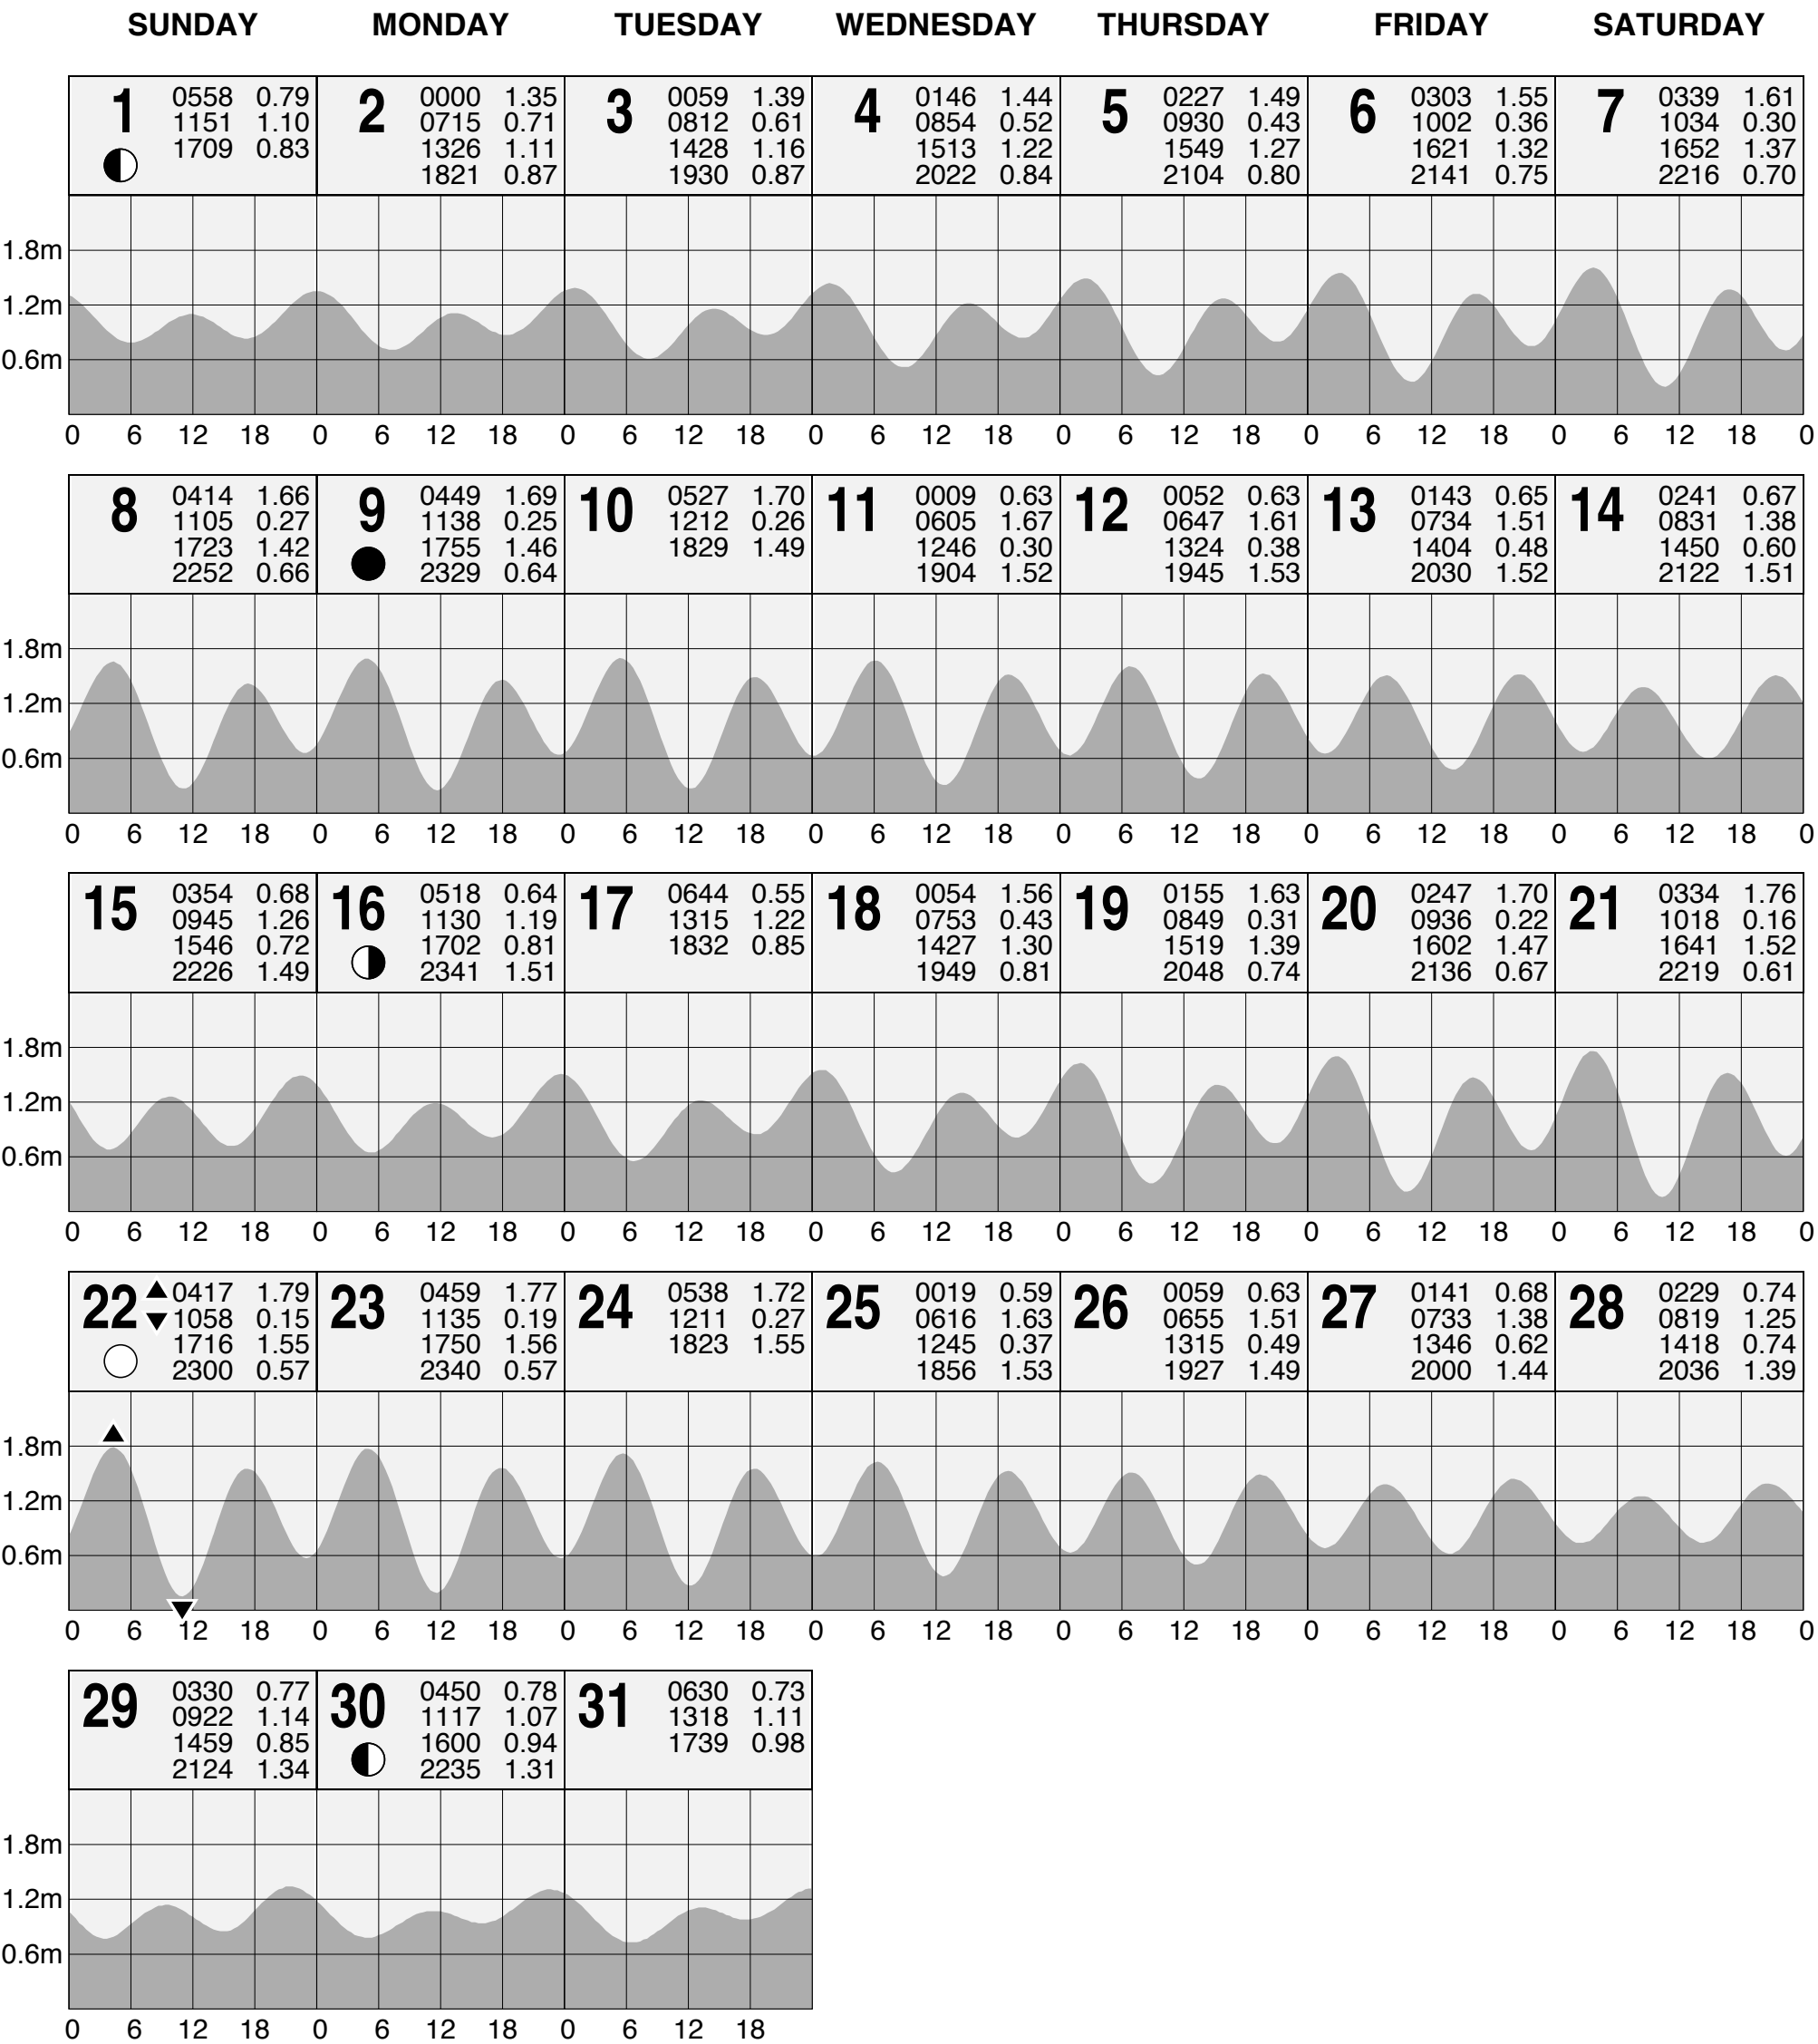 SUNDAY MONDAY TUESDAY WEDNESDAY THURSDAY FRIDAY SATURDAY
1 0558 0.79 2 0000 1.35 3 0059 1.39 4 0146 1.44 5 0227 1.49 6 0303 1.55 7 0339 1.61
1151 1.10 0715 0.71 0812 0.61 0854 0.52 0930 0.43 1002 0.36 1034 0.30
1709 0.83 1326 1.11 1428 1.16 1513 1.22 1549 1.27 1621 1.32 1652 1.37
1821 0.87 1930 0.87 2022 0.84 2104 0.80 2141 0.75 2216 0.70
1.8m
1.2m
0.6m
0 6 12 18 0 6 12 18 0 6 12 18 0 6 12 18 0 6 12 18 0 6 12 18 0 6 12 18 0
8 0414 1.66 9 0449 1.69 10 0527 1.70 11 0009 0.63 12 0052 0.63 13 0143 0.65 14 0241 0.67
1105 0.27 1138 0.25 1212 0.26 0605 1.67 0647 1.61 0734 1.51 0831 1.38
1723 1.42 1755 1.46 1829 1.49 1246 0.30 1324 0.38 1404 0.48 1450 0.60
2252 0.66 2329 0.64 1904 1.52 1945 1.53 2030 1.52 2122 1.51
1.8m
1.2m
0.6m
0 6 12 18 0 6 12 18 0 6 12 18 0 6 12 18 0 6 12 18 0 6 12 18 0 6 12 18 0
15 0354 0.68 16 0518 0.64 17 0644 0.55 18 0054 1.56 19 0155 1.63 20 0247 1.70 21 0334 1.76
0945 1.26 1130 1.19 1315 1.22 0753 0.43 0849 0.31 0936 0.22 1018 0.16
1546 0.72 1702 0.81 1832 0.85 1427 1.30 1519 1.39 1602 1.47 1641 1.52
2226 1.49 2341 1.51 1949 0.81 2048 0.74 2136 0.67 2219 0.61
1.8m
1.2m
0.6m
0 6 12 18 0 6 12 18 0 6 12 18 0 6 12 18 0 6 12 18 0 6 12 18 0 6 12 18 0
22 0417 1.79 23 0459 1.77 24 0538 1.72 25 0019 0.59 26 0059 0.63 27 0141 0.68 28 0229 0.74
1058 0.15 1135 0.19 1211 0.27 0616 1.63 0655 1.51 0733 1.38 0819 1.25
1716 1.55 1750 1.56 1823 1.55 1245 0.37 1315 0.49 1346 0.62 1418 0.74
2300 0.57 2340 0.57 1856 1.53 1927 1.49 2000 1.44 2036 1.39
1.8m
1.2m
0.6m
0 6 12 18 0 6 12 18 0 6 12 18 0 6 12 18 0 6 12 18 0 6 12 18 0 6 12 18 0
29 0330 0.77 30 0450 0.78 31 0630 0.73
0922 1.14 1117 1.07 1318 1.11
1459 0.85 1600 0.94 1739 0.98
2124 1.34 2235 1.31
1.8m
1.2m
0.6m
0 6 12 18 0 6 12 18 0 6 12 18